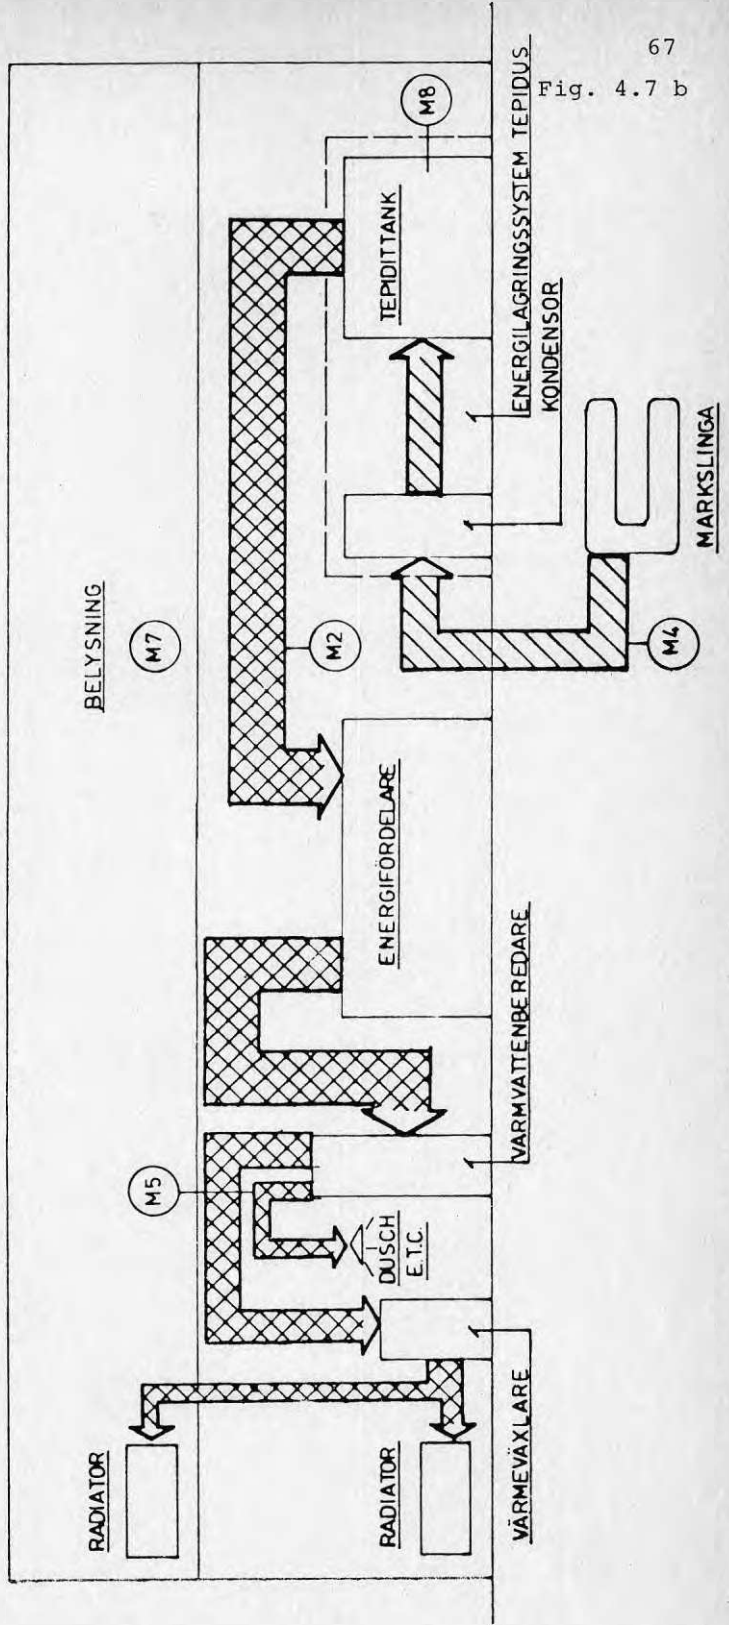 67
Fig. 4.7 b
BELYSNING
M7
M8
TEPIDITTANK
ENERGILAGRINGSSYSTEM TEPIDUS
KONDENSOR
MARKSLINGA
M2
M4
ENERGIFÖRDELARE
VARMVATTENBEREDARE
M5
DUSCH
E.T.C.
VÄRMEVÄXLARE
RADIATOR
RADIATOR